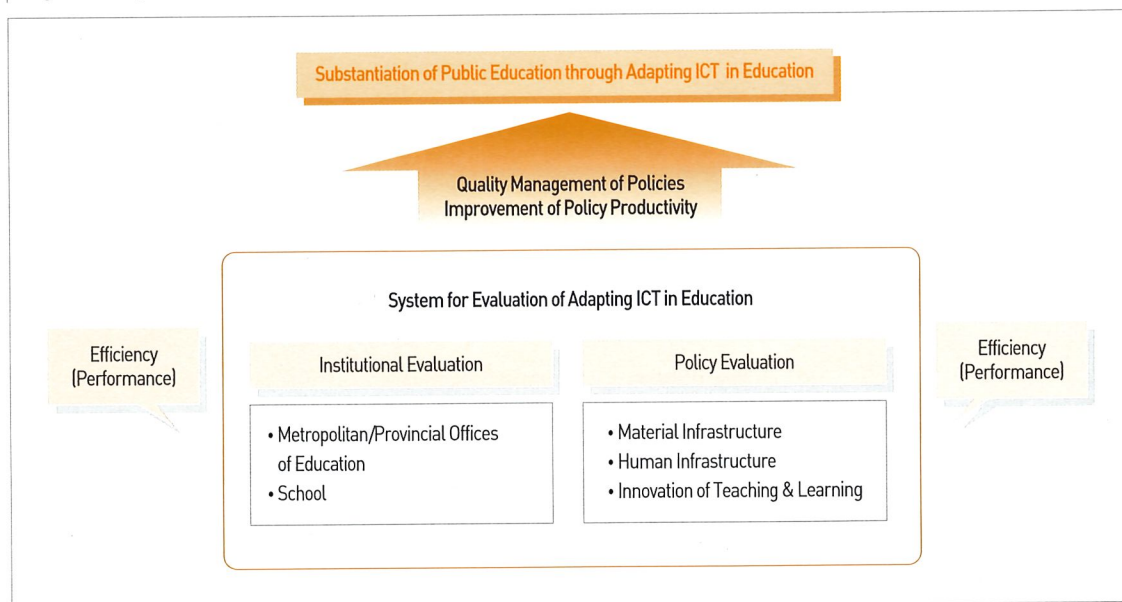 Substantiation of Public Education through Adapting ICT in Education
Quality Management of Policies
Improvement of Policy Productivity
System for Evaluation of Adapting ICT in Education
Efficiency
(Performance)
Institutional Evaluation
• Metropolitan/Provincial Offices
of Education
• School
Policy Evaluation
• Material Infrastructure
• Human Infrastructure
• Innovation of Teaching & Learning
Efficiency
(Performance)